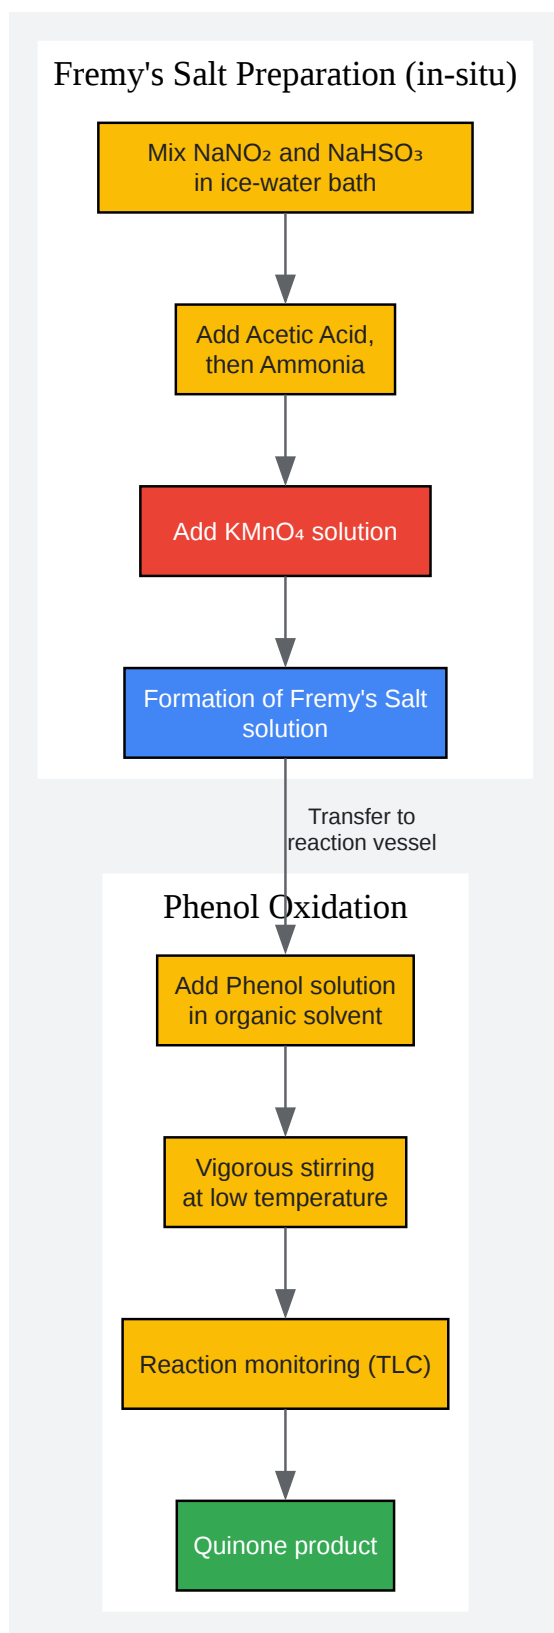 Fremy's Salt Preparation (in-situ)
Mix NaNO₂ and NaHSO₃
in ice-water bath
Add Acetic Acid,
then Ammonia
Add KMnO₄ solution
Formation of Fremy's Salt
solution
Transfer to
reaction vessel
Phenol Oxidation
Add Phenol solution
in organic solvent
Vigorous stirring
at low temperature
Reaction monitoring (TLC)
Quinone product